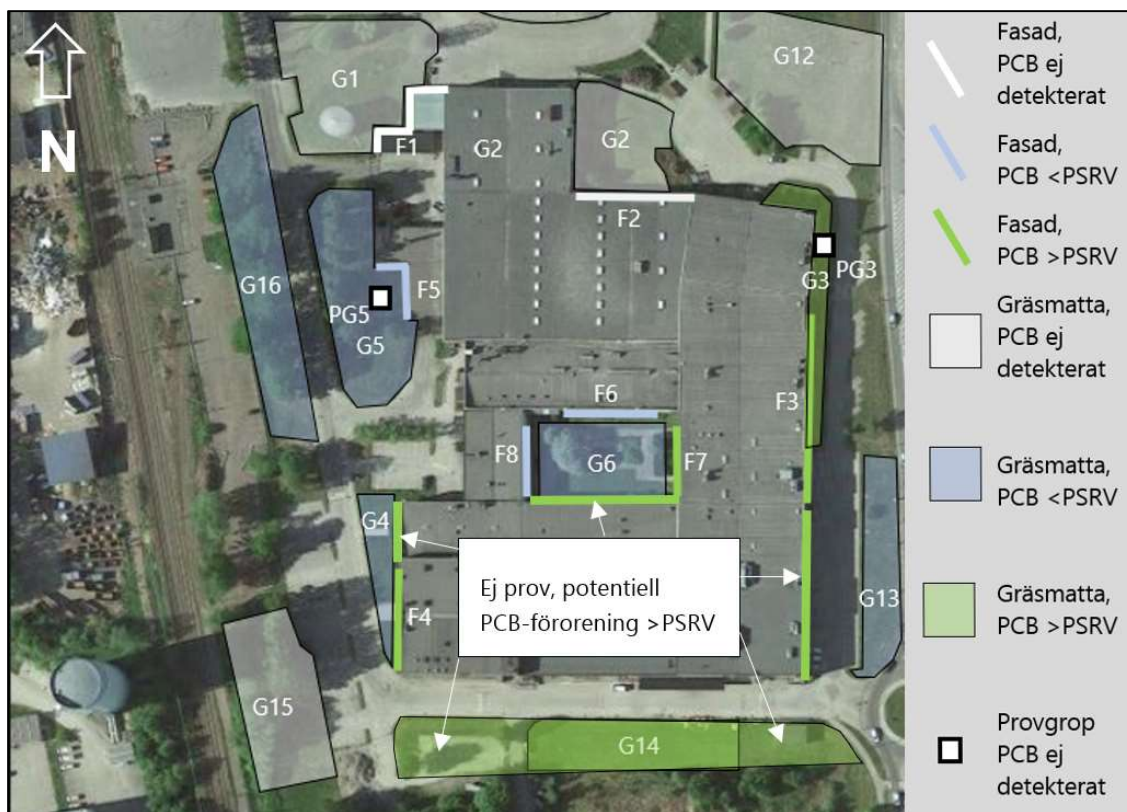 N
G1
F1
G2
G2
G12
F2
G16
F5
PG5
G5
G3
PG3
F6
F3
F8
G6
F7
G4
F4
Ej prov, potentiell
PCB-förorening >PSRV
G13
G15
G14
Fasad,
PCB ej
detekterat
Fasad,
PCB <PSRV
Fasad,
PCB >PSRV
Gräsmatta,
PCB ej
detekterat
Gräsmatta,
PCB <PSRV
Gräsmatta,
PCB >PSRV
Provgrop
PCB ej
detekterat